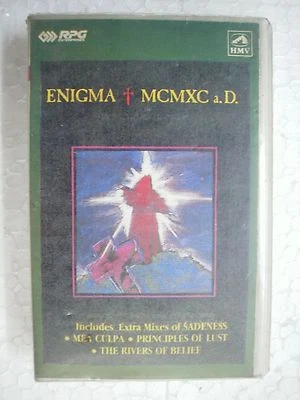 RPG
HMV
ENIGMA † MCMXC a.D.
Includes Extra Mixes of SADENESS
• MEA CULPA • PRINCIPLES OF LUST
• THE RIVERS OF BELIEF